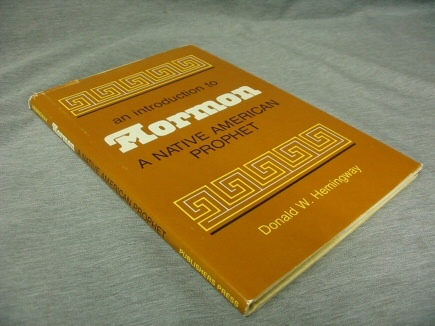 an introduction to
Mormon
A NATIVE AMERICAN
PROPHET
Donald W. Hemingway
Mormon A NATIVE AMERICAN PROPHET PUBLISHERS PRESS